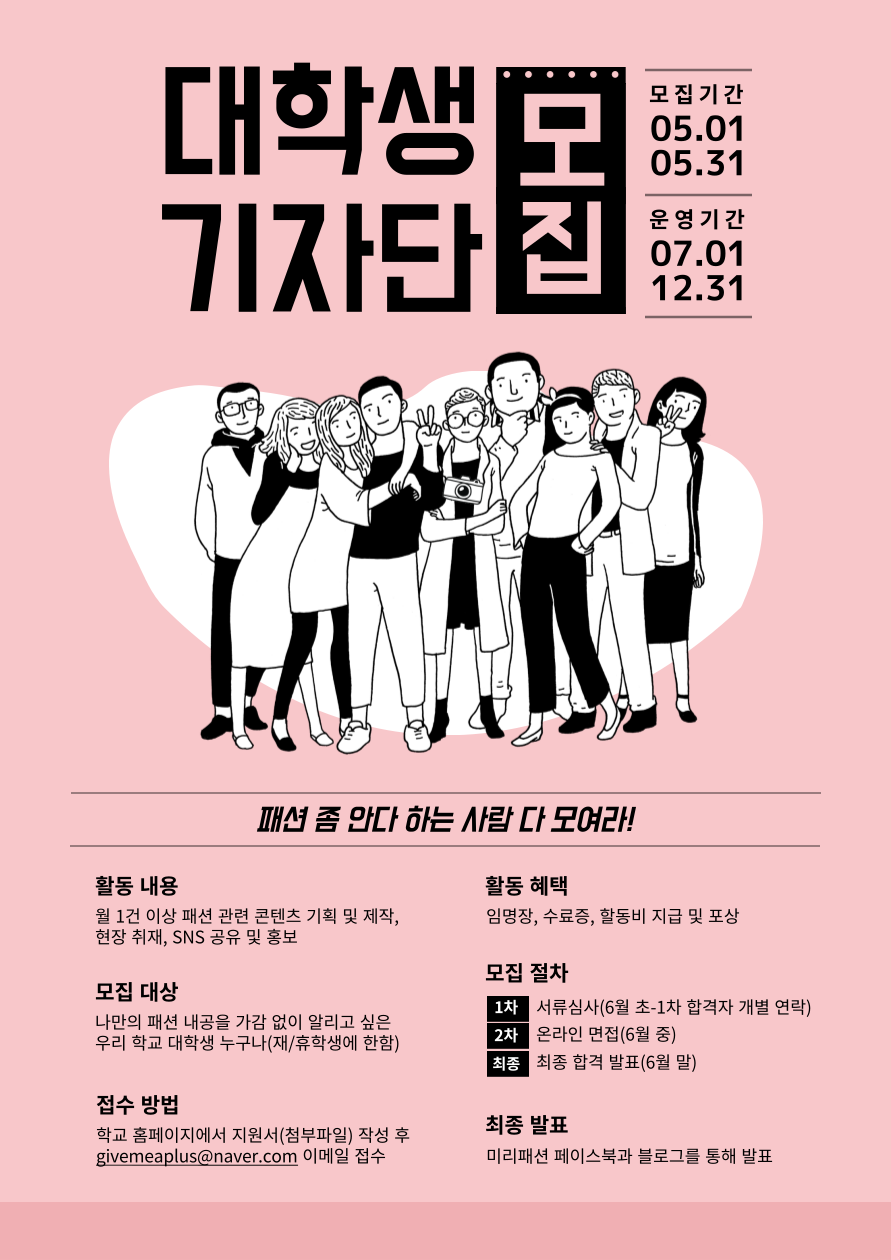 대학생
기자단
모집
모집기간
05.01
05.31
운영기간
07.01
12.31
패션 좀 안다 하는 사람 다 모여라!
활동 내용
월 1건 이상 패션 관련 콘텐츠 기획 및 제작,
현장 취재, SNS 공유 및 홍보
모집 대상
나만의 패션 내공을 가감 없이 알리고 싶은
우리 학교 대학생 누구나(재/휴학생에 한함)
접수 방법
학교 홈페이지에서 지원서(첨부파일) 작성 후
givemeaplus@naver.com 이메일 접수
활동 혜택
임명장, 수료증, 할동비 지급 및 포상
모집 절차
1차 서류심사(6월 초-1차 합격자 개별 연락)
2차 온라인 면접(6월 중)
최종 최종 합격 발표(6월 말)
최종 발표
미리패션 페이스북과 블로그를 통해 발표